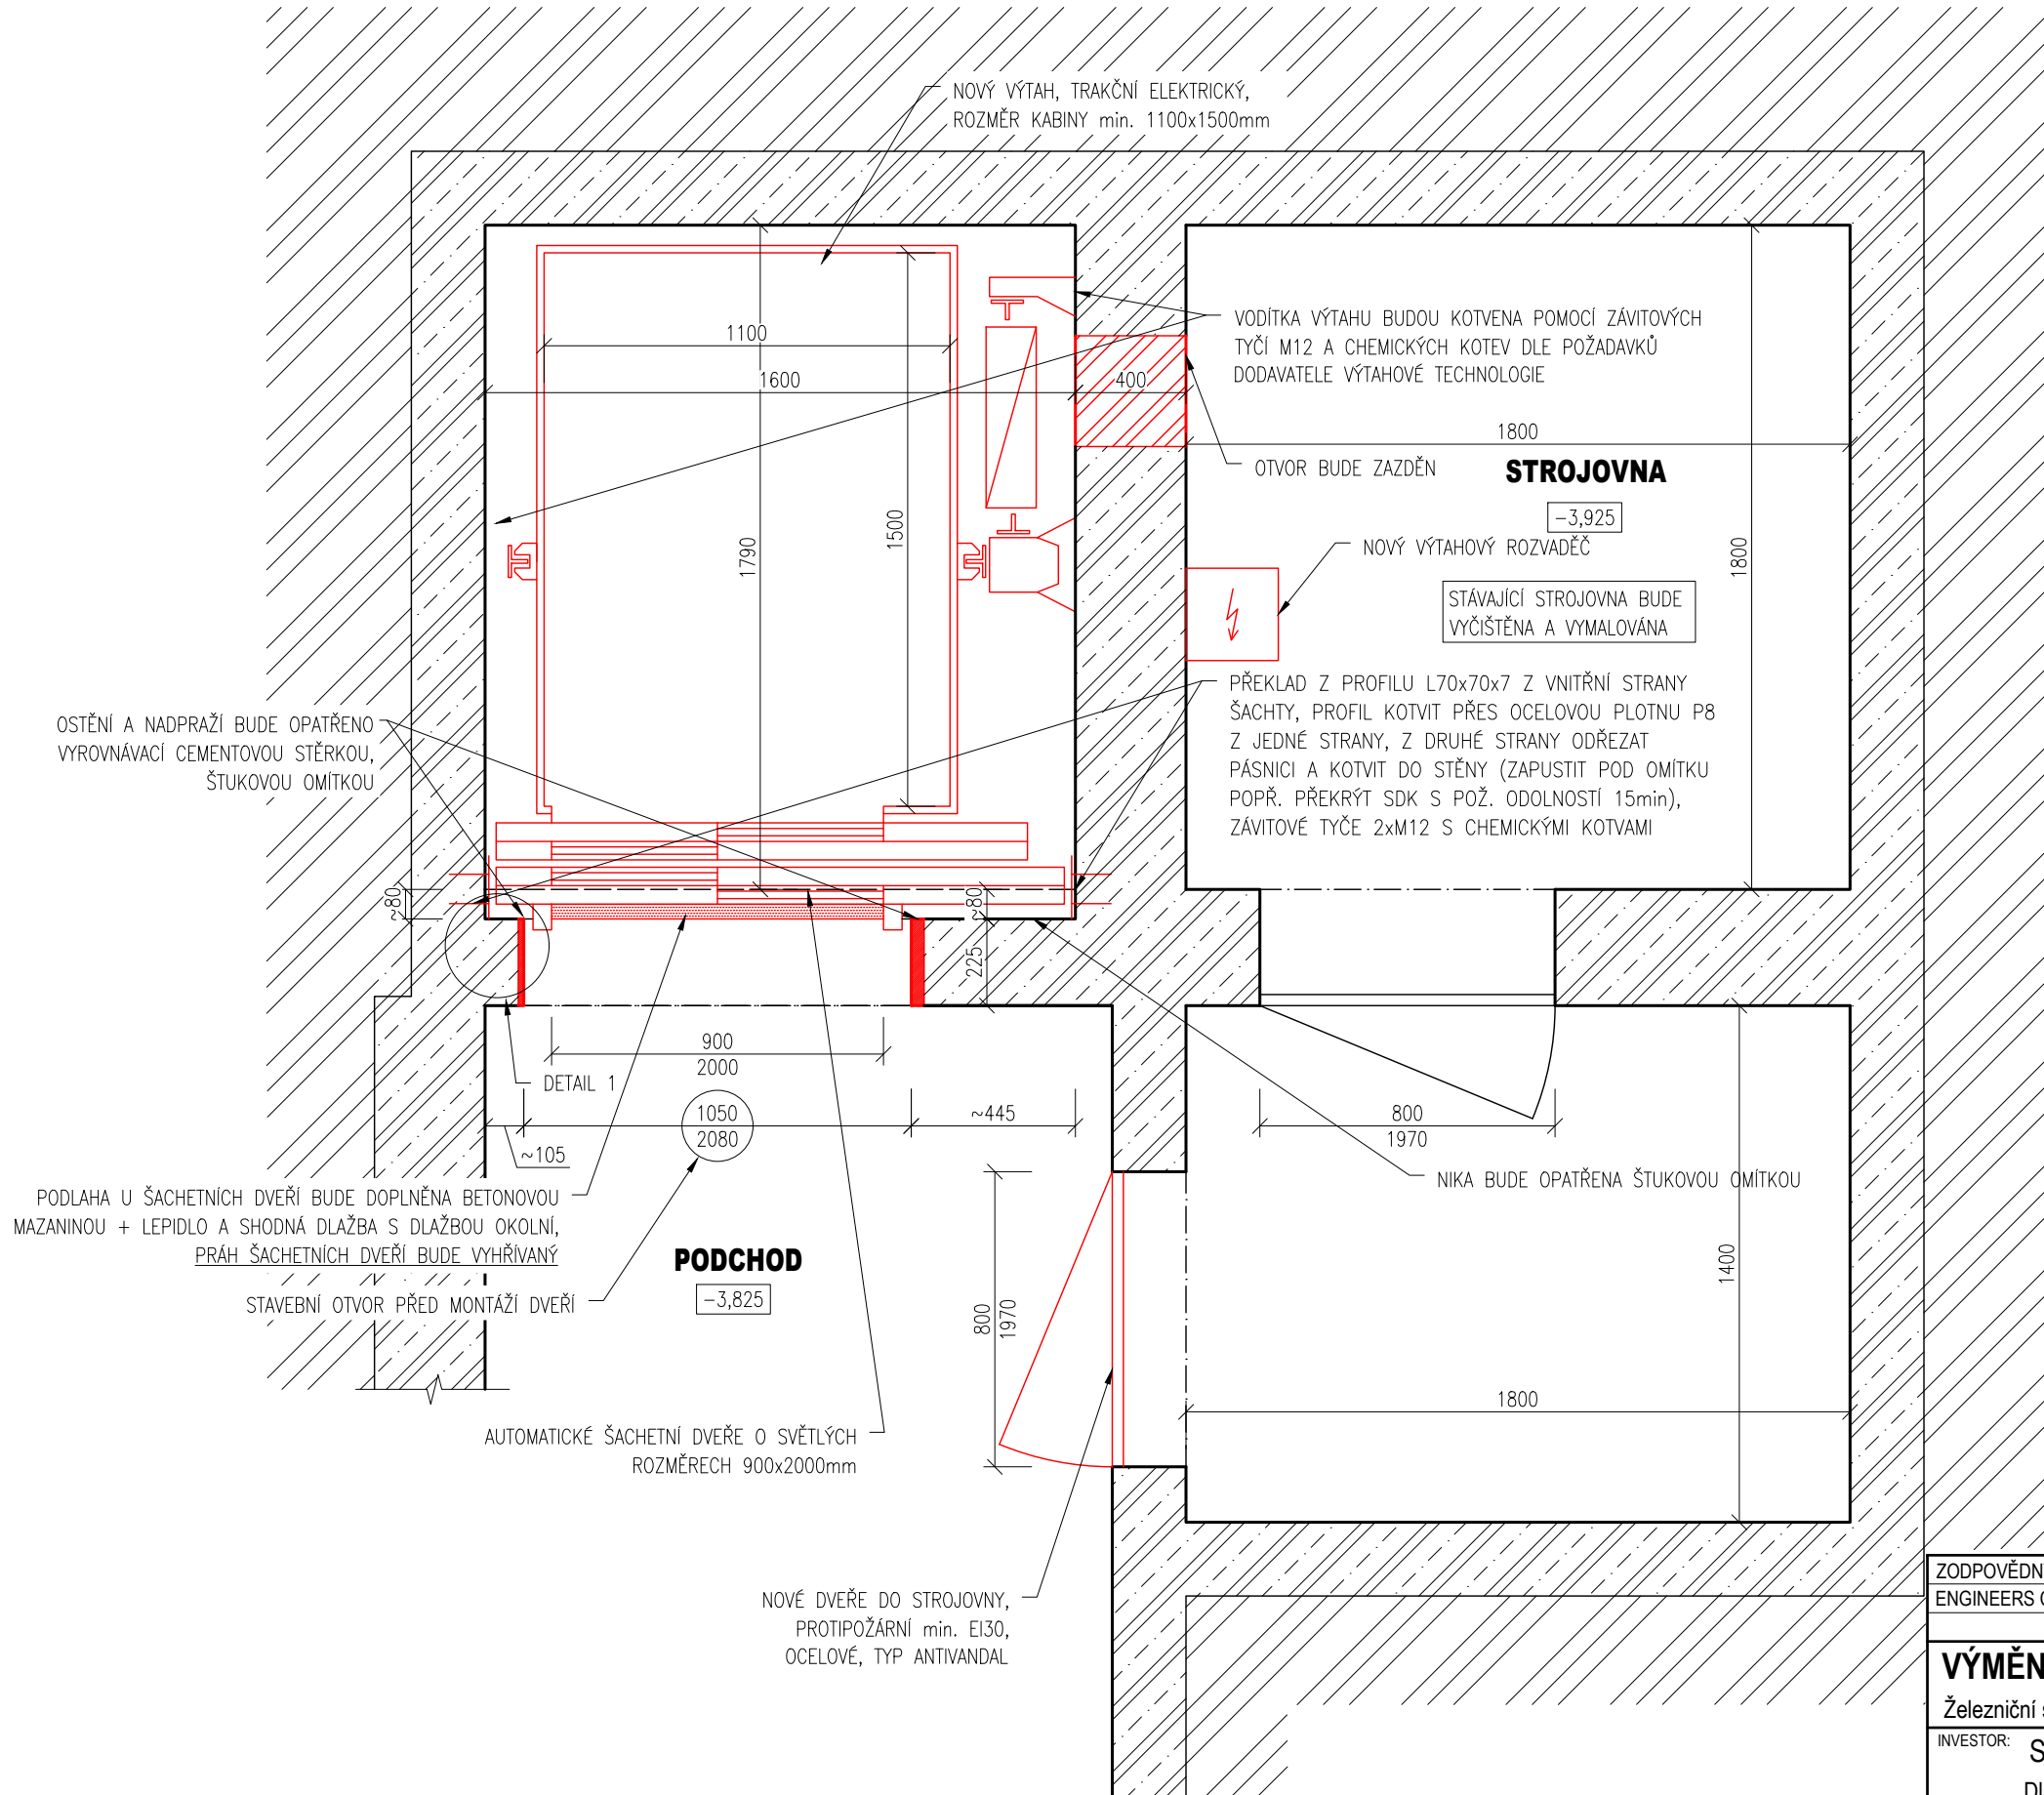 NOVÝ VÝTAH, TRAKČNÍ ELEKTRICKÝ,
ROZMĚR KABINY min. 1100x1500mm
1100
1600
400
1790
1500
VODÍTKA VÝTAHU BUDOU KOTVENA POMOCÍ ZÁVITOVÝCH
TYČÍ M12 A CHEMICKÝCH KOTEV DLE POŽADAVKŮ
DODAVATELE VÝTAHOVÉ TECHNOLOGIE
1800
OTVOR BUDE ZAZDĚN
STROJOVNA
-3,925
1800
NOVÝ VÝTAHOVÝ ROZVADĚČ
STÁVAJÍCÍ STROJOVNA BUDE
VYČIŠTĚNA A VYMALOVÁNA
PŘEKLAD Z PROFILU L70x70x7 Z VNITŘNÍ STRANY
ŠACHTY, PROFIL KOTVIT PŘES OCELOVOU PLOTNU P8
Z JEDNÉ STRANY, Z DRUHÉ STRANY ODŘEZAT
PÁSNICI A KOTVIT DO STĚNY (ZAPUSTIT POD OMÍTKU
POPŘ. PŘEKRÝT SDK S POŽ. ODOLNOSTÍ 15min),
ZÁVITOVÉ TYČE 2xM12 S CHEMICKÝMI KOTVAMI
OSTĚNÍ A NADPRAŽÍ BUDE OPATŘENO
VYROVNÁVACÍ CEMENTOVOU STĚRKOU,
ŠTUKOVOU OMÍTKOU
~80
~80
225
900
2000
DETAIL 1
1050
2080
~445
~105
800
1970
NIKA BUDE OPATŘENA ŠTUKOVOU OMÍTKOU
PODLAHA U ŠACHETNÍCH DVEŘÍ BUDE DOPLNĚNA BETONOVOU
MAZANINOU + LEPIDLO A SHODNÁ DLAŽBA S DLAŽBOU OKOLNÍ,
PRÁH ŠACHETNÍCH DVEŘÍ BUDE VYHŘÍVANÝ
STAVEBNÍ OTVOR PŘED MONTÁŽÍ DVEŘÍ
PODCHOD
-3,825
800
1970
1400
1800
AUTOMATICKÉ ŠACHETNÍ DVEŘE O SVĚTLÝCH
ROZMĚRECH 900x2000mm
NOVÉ DVEŘE DO STROJOVNY,
PROTIPOŽÁRNÍ min. EI30,
OCELOVÉ, TYP ANTIVANDAL
ZODPOVĚDN
ENGINEERS
VÝMĚN
Železniční
INVESTOR: